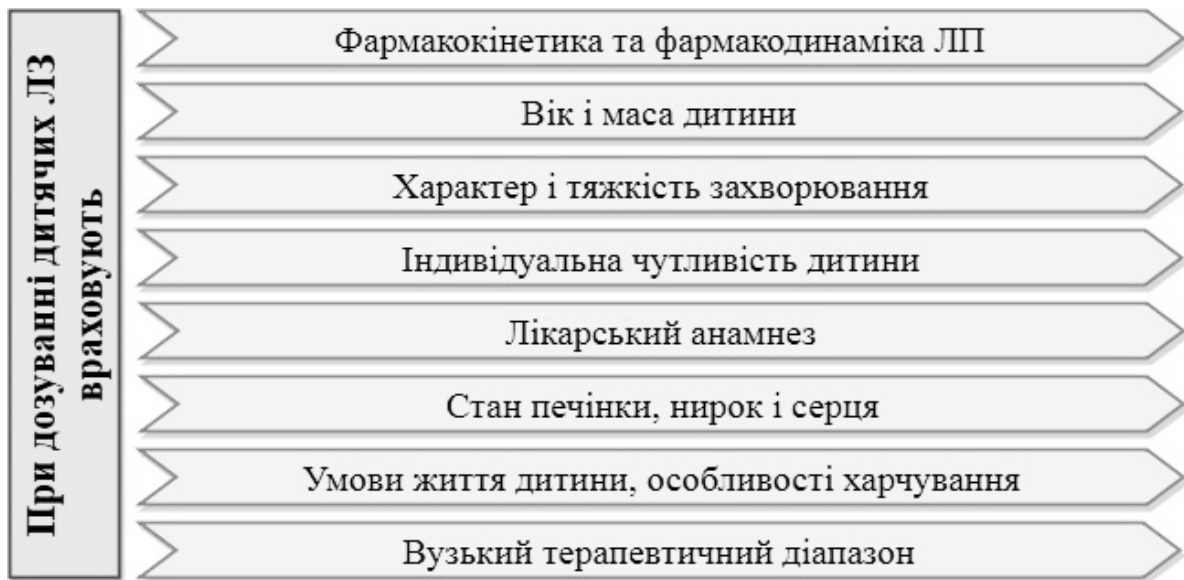 При дозуванні дитячих ЛЗ
враховують
Фармакокінетика та фармакодинаміка ЛП
Вік і маса дитини
Характер і тяжкість захворювання
Індивідуальна чутливість дитини
Лікарський анамнез
Стан печінки, нирок і серця
Умови життя дитини, особливості харчування
Вузький терапевтичний діапазон